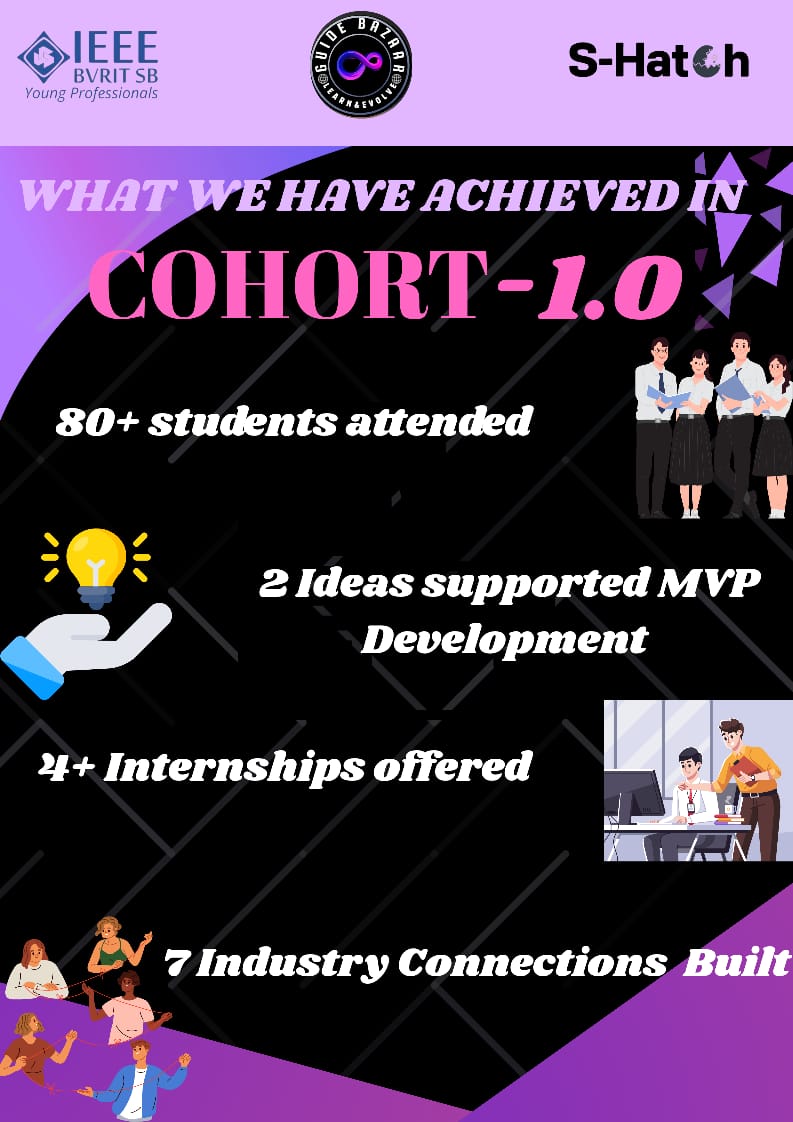 IEEE
BVRIT SB
Young Professionals
GUIDE BAZAAR
LEARN&EVOLVE
S-Hatch
WHAT WE HAVE ACHIEVED IN
COHORT-1.0
80+ students attended
2 Ideas supported MVP
Development
4+ Internships offered
7 Industry Connections Built